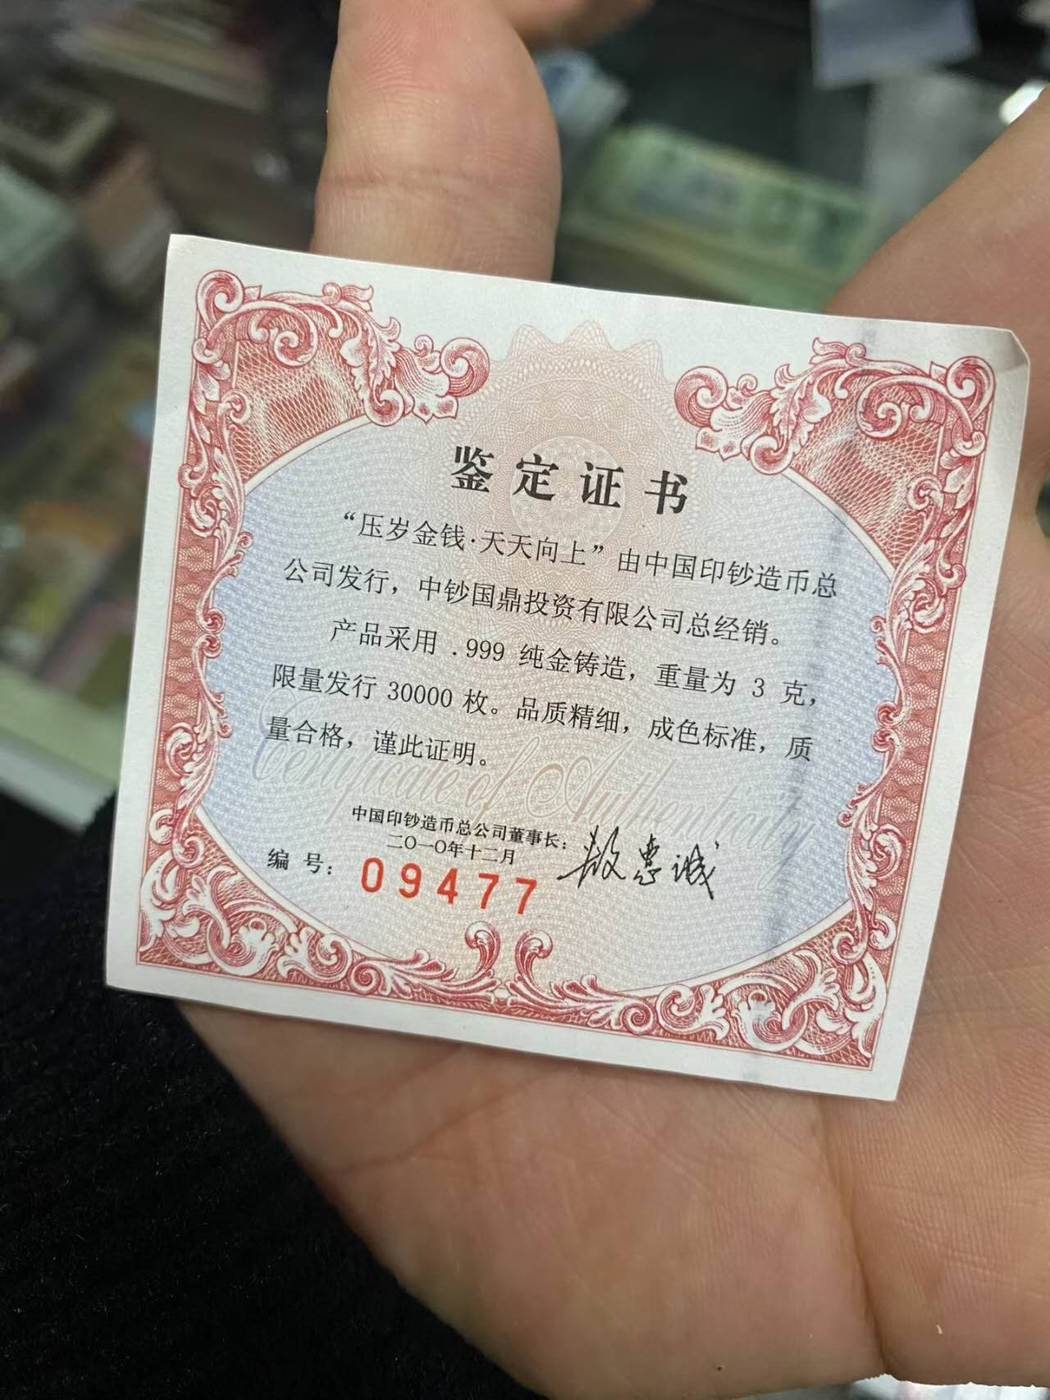 鉴定证书
“压岁金钱·天天向上”由中国印钞造币总
公司发行，中钞国鼎投资有限公司总经销。
产品采用 .999 纯金铸造，重量为 3 克，
限量发行 30000 枚。品质精细，成色标准，质
量合格，谨此证明。
Certificate of Authenticity
中国印钞造币总公司董事长：敖惠诚
二〇一〇年十二月
编 号：09477